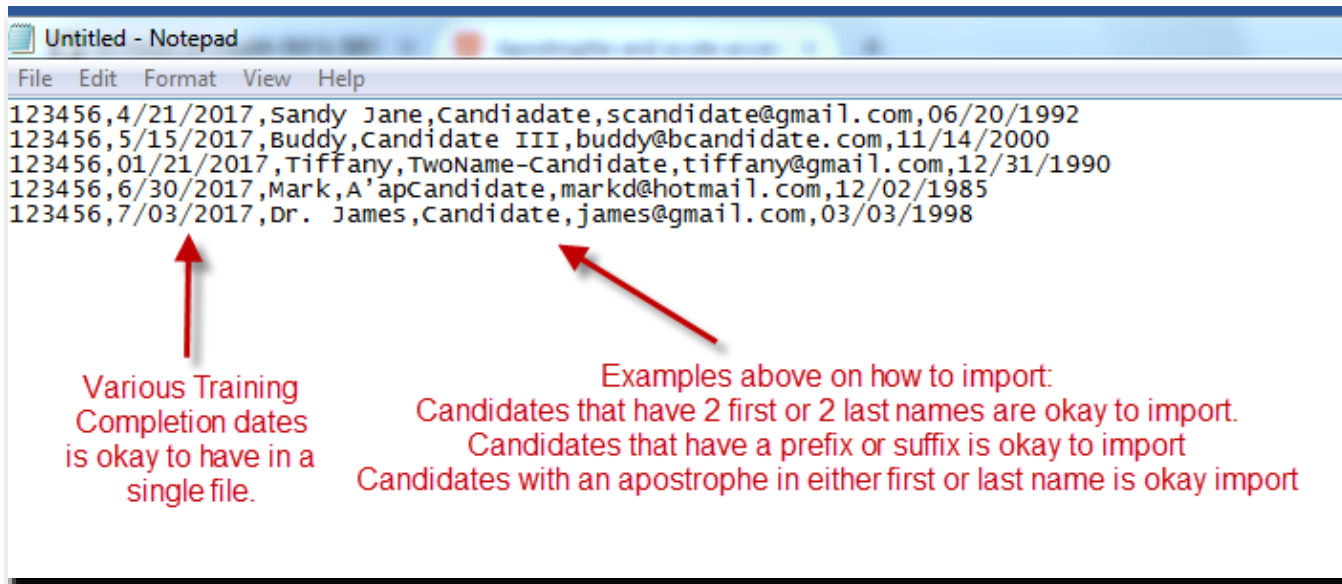 Untitled - Notepad
File Edit Format View Help
123456,4/21/2017,Sandy Jane,Candiadate,scandidate@gmail.com,06/20/1992
123456,5/15/2017,Buddy,Candidate III,buddy@bcandidate.com,11/14/2000
123456,01/21/2017,Tiffany,TwoName-Candidate,tiffany@gmail.com,12/31/1990
123456,6/30/2017,Mark,A'apCandidate,markd@hotmail.com,12/02/1985
123456,7/03/2017,Dr. James,Candidate,james@gmail.com,03/03/1998
Various Training
Completion dates
is okay to have in a
single file.
Examples above on how to import:
Candidates that have 2 first or 2 last names are okay to import.
Candidates that have a prefix or suffix is okay to import
Candidates with an apostrophe in either first or last name is okay import